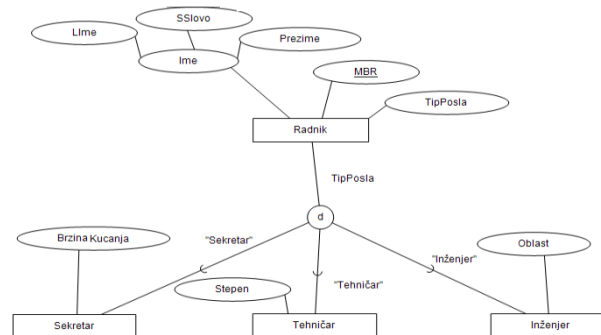 SSlovo
LIme
Prezime
Ime
MBR
TipPosla
Radnik
TipPosla
d
Brzina Kucanja
"Sekretar"
"Inženjer"
Oblast
"Tehničar"
Stepen
Sekretar
Tehničar
Inženjer